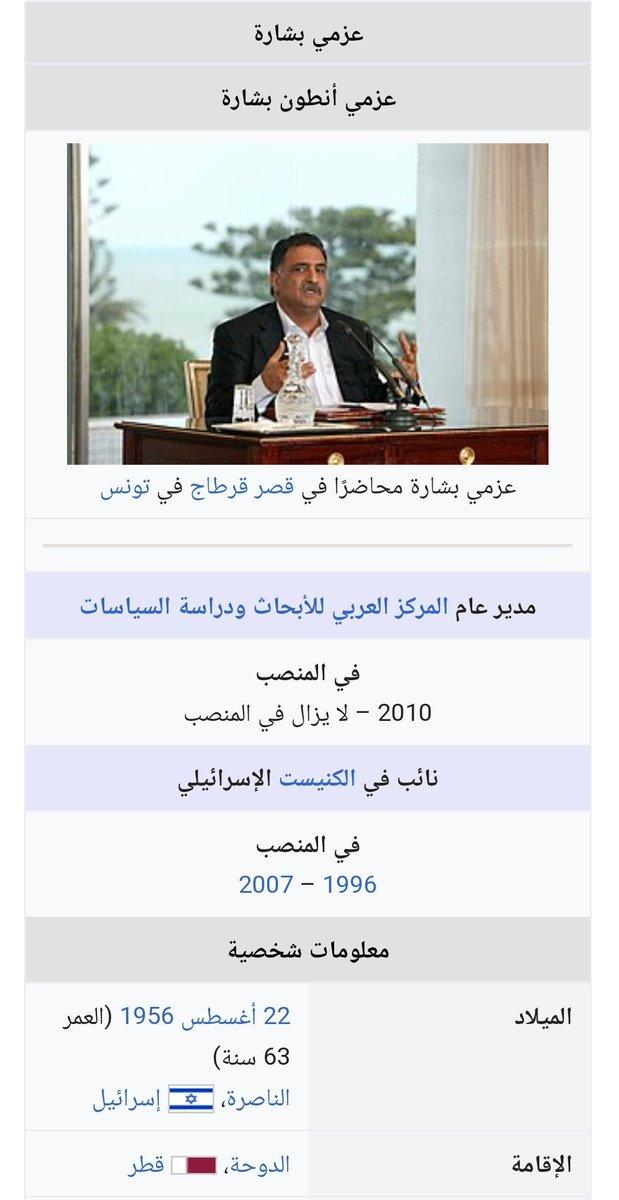 عزمي بشارة
عزمي أنطون بشارة
عزمي بشارة محاضرًا في قصر قرطاج في تونس
مدير عام المركز العربي للأبحاث ودراسة السياسات
في المنصب
2010 – لا يزال في المنصب
نائب في الكنيست الإسرائيلي
في المنصب
1996 – 2007
معلومات شخصية
الميلاد
22 أغسطس 1956 (العمر
63 سنة)
الناصرة، إسرائيل
الإقامة
الدوحة، قطر